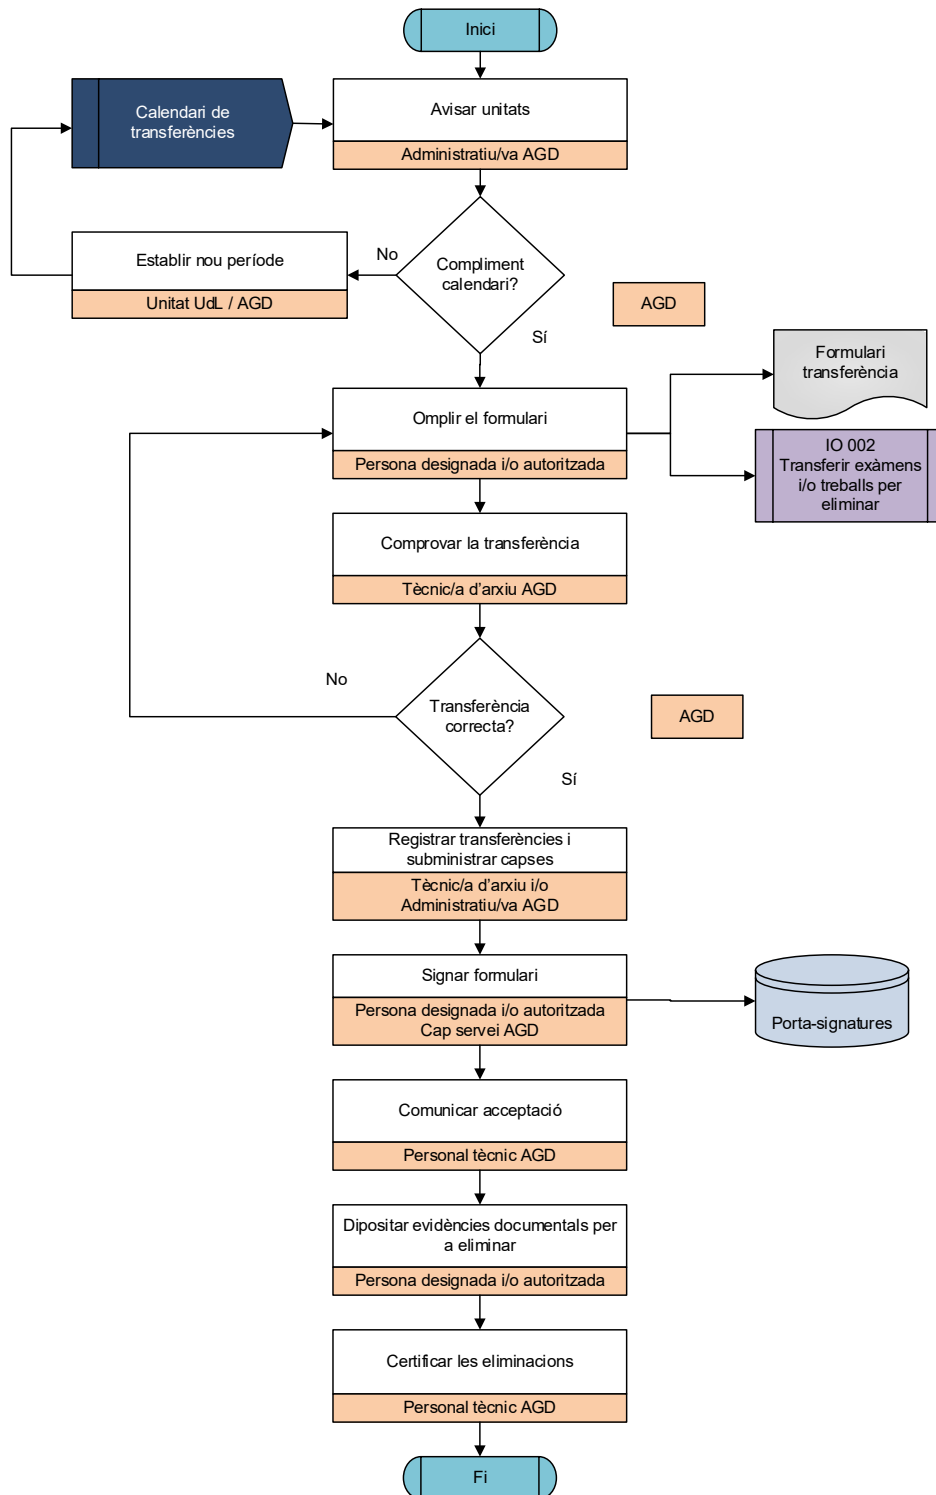 Inici
Calendari de
transferències
Avisar unitats
Administratiu/va AGD
No
Compliment
calendari?
Establir nou període
Unitat UdL / AGD
AGD
Sí
Formulari
transferència
Omplir el formulari
Persona designada i/o autoritzada
IO 002
Transferir exàmens
i/o treballs per
eliminar
Comprovar la transferència
Tècnic/a d’arxiu AGD
No
Transferència
correcta?
AGD
Sí
Registrar transferències i
subministrar capses
Tècnic/a d’arxiu i/o
Administratiu/va AGD
Signar formulari
Persona designada i/o autoritzada
Cap servei AGD
Porta-signatures
Comunicar acceptació
Personal tècnic AGD
Dipositar evidències documentals per
a eliminar
Persona designada i/o autoritzada
Certificar les eliminacions
Personal tècnic AGD
Fi